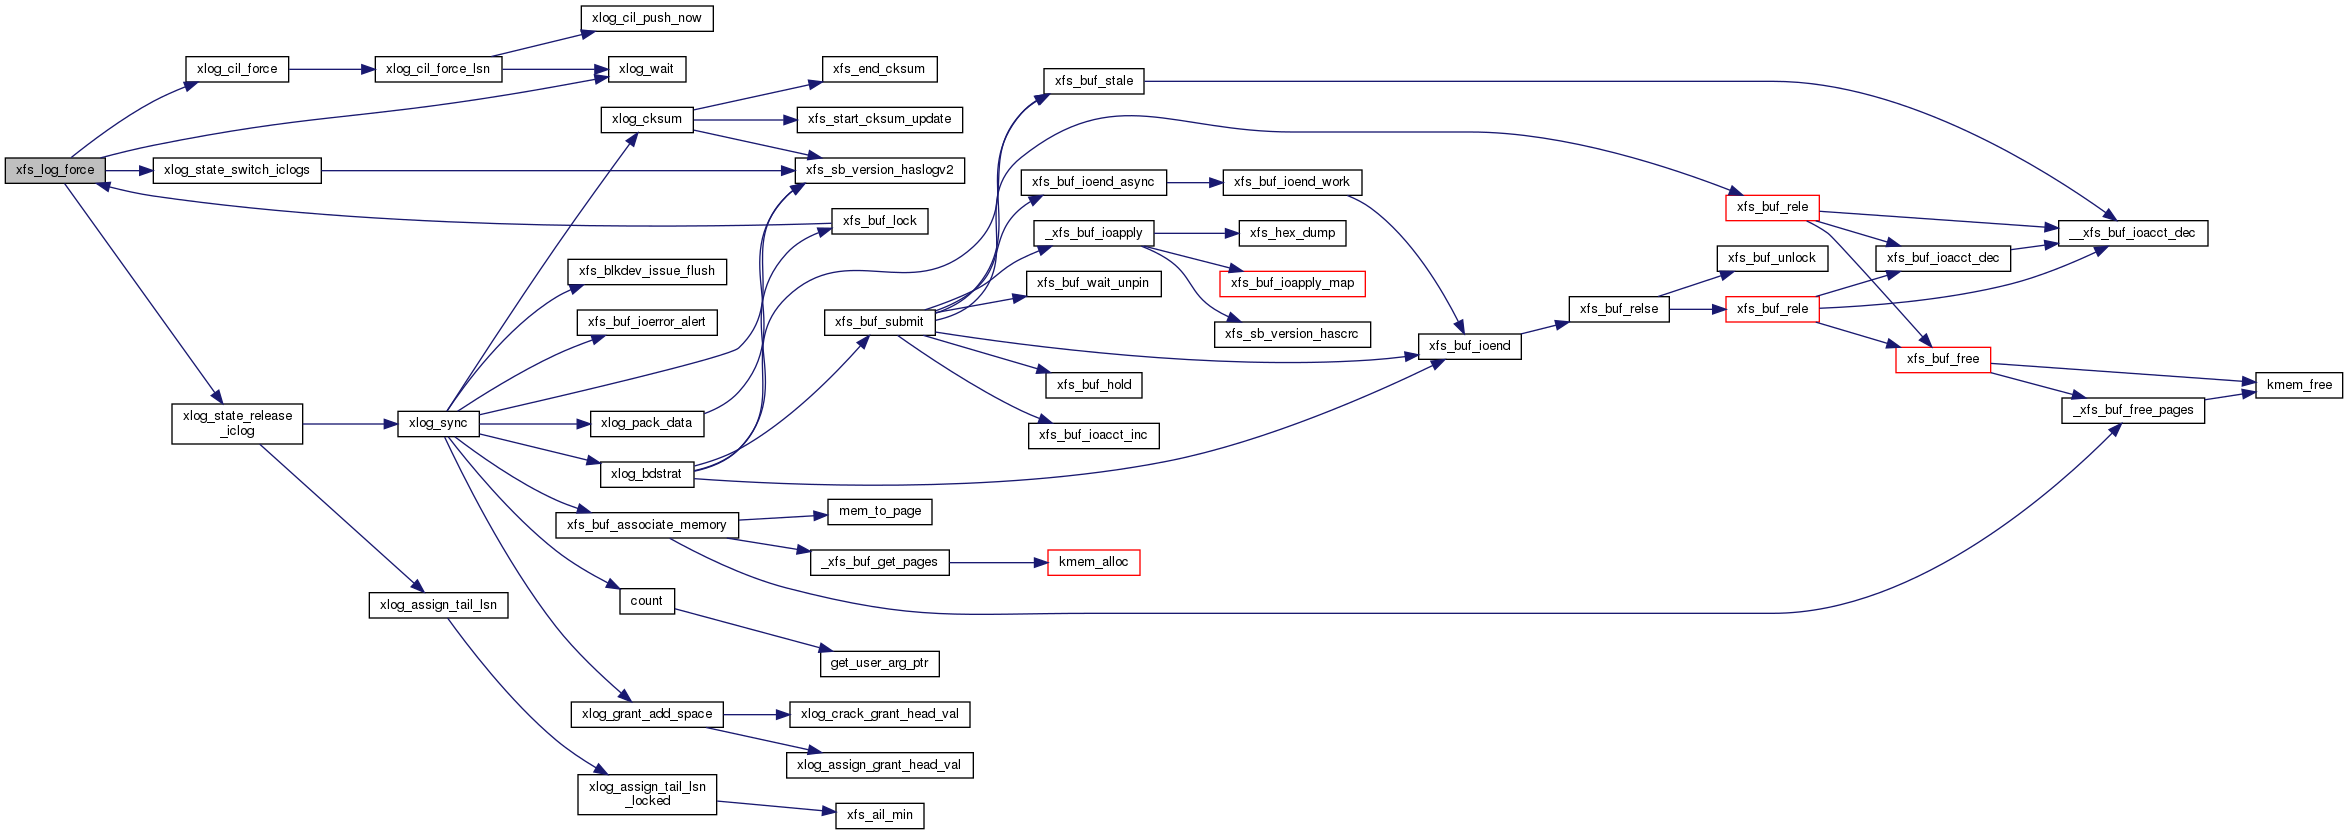 xlog_cil_push_now
xlog_cil_force
xlog_cil_force_lsn
xlog_wait
xfs_end_cksum
xfs_buf_stale
xlog_cksum
xfs_start_cksum_update
xfs_log_force
xlog_state_switch_iclogs
xfs_sb_version_haslogv2
xfs_buf_ioend_async
xfs_buf_ioend_work
xfs_buf_rele
xfs_buf_lock
_xfs_buf_ioapply
xfs_hex_dump
__xfs_buf_ioacct_dec
xfs_buf_unlock
xfs_buf_ioacct_dec
xfs_blkdev_issue_flush
xfs_buf_wait_unpin
xfs_buf_ioapply_map
xfs_buf_ioerror_alert
xfs_buf_submit
xfs_buf_relse
xfs_buf_rele
xfs_sb_version_hascrc
xfs_buf_ioend
xfs_buf_free
xfs_buf_hold
kmem_free
xlog_state_release
_iclog
xlog_sync
xlog_pack_data
xfs_buf_ioacct_inc
_xfs_buf_free_pages
xlog_bdstrat
xfs_buf_associate_memory
mem_to_page
_xfs_buf_get_pages
kmem_alloc
xlog_assign_tail_lsn
count
get_user_arg_ptr
xlog_grant_add_space
xlog_crack_grant_head_val
xlog_assign_grant_head_val
xlog_assign_tail_lsn
_locked
xfs_ail_min